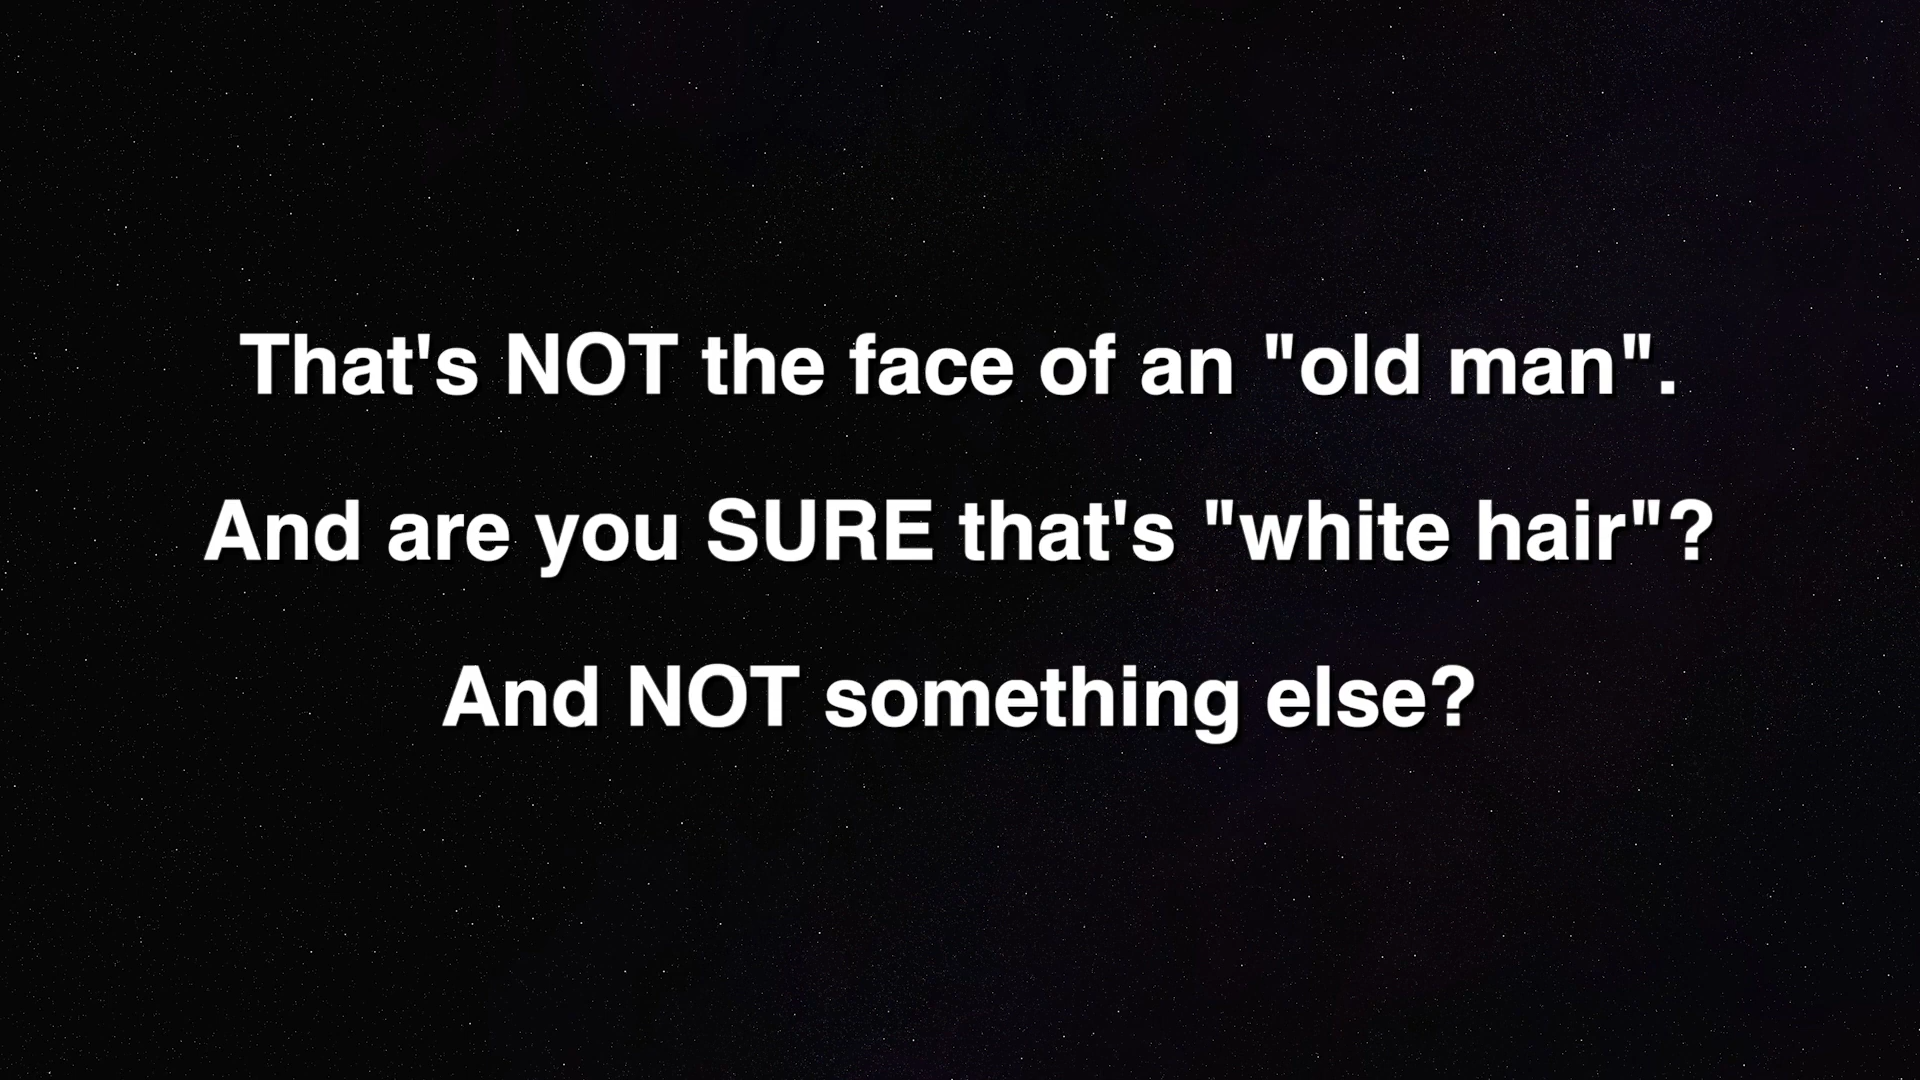 That's NOT the face of an "old man".
And are you SURE that's "white hair"?
And NOT something else?